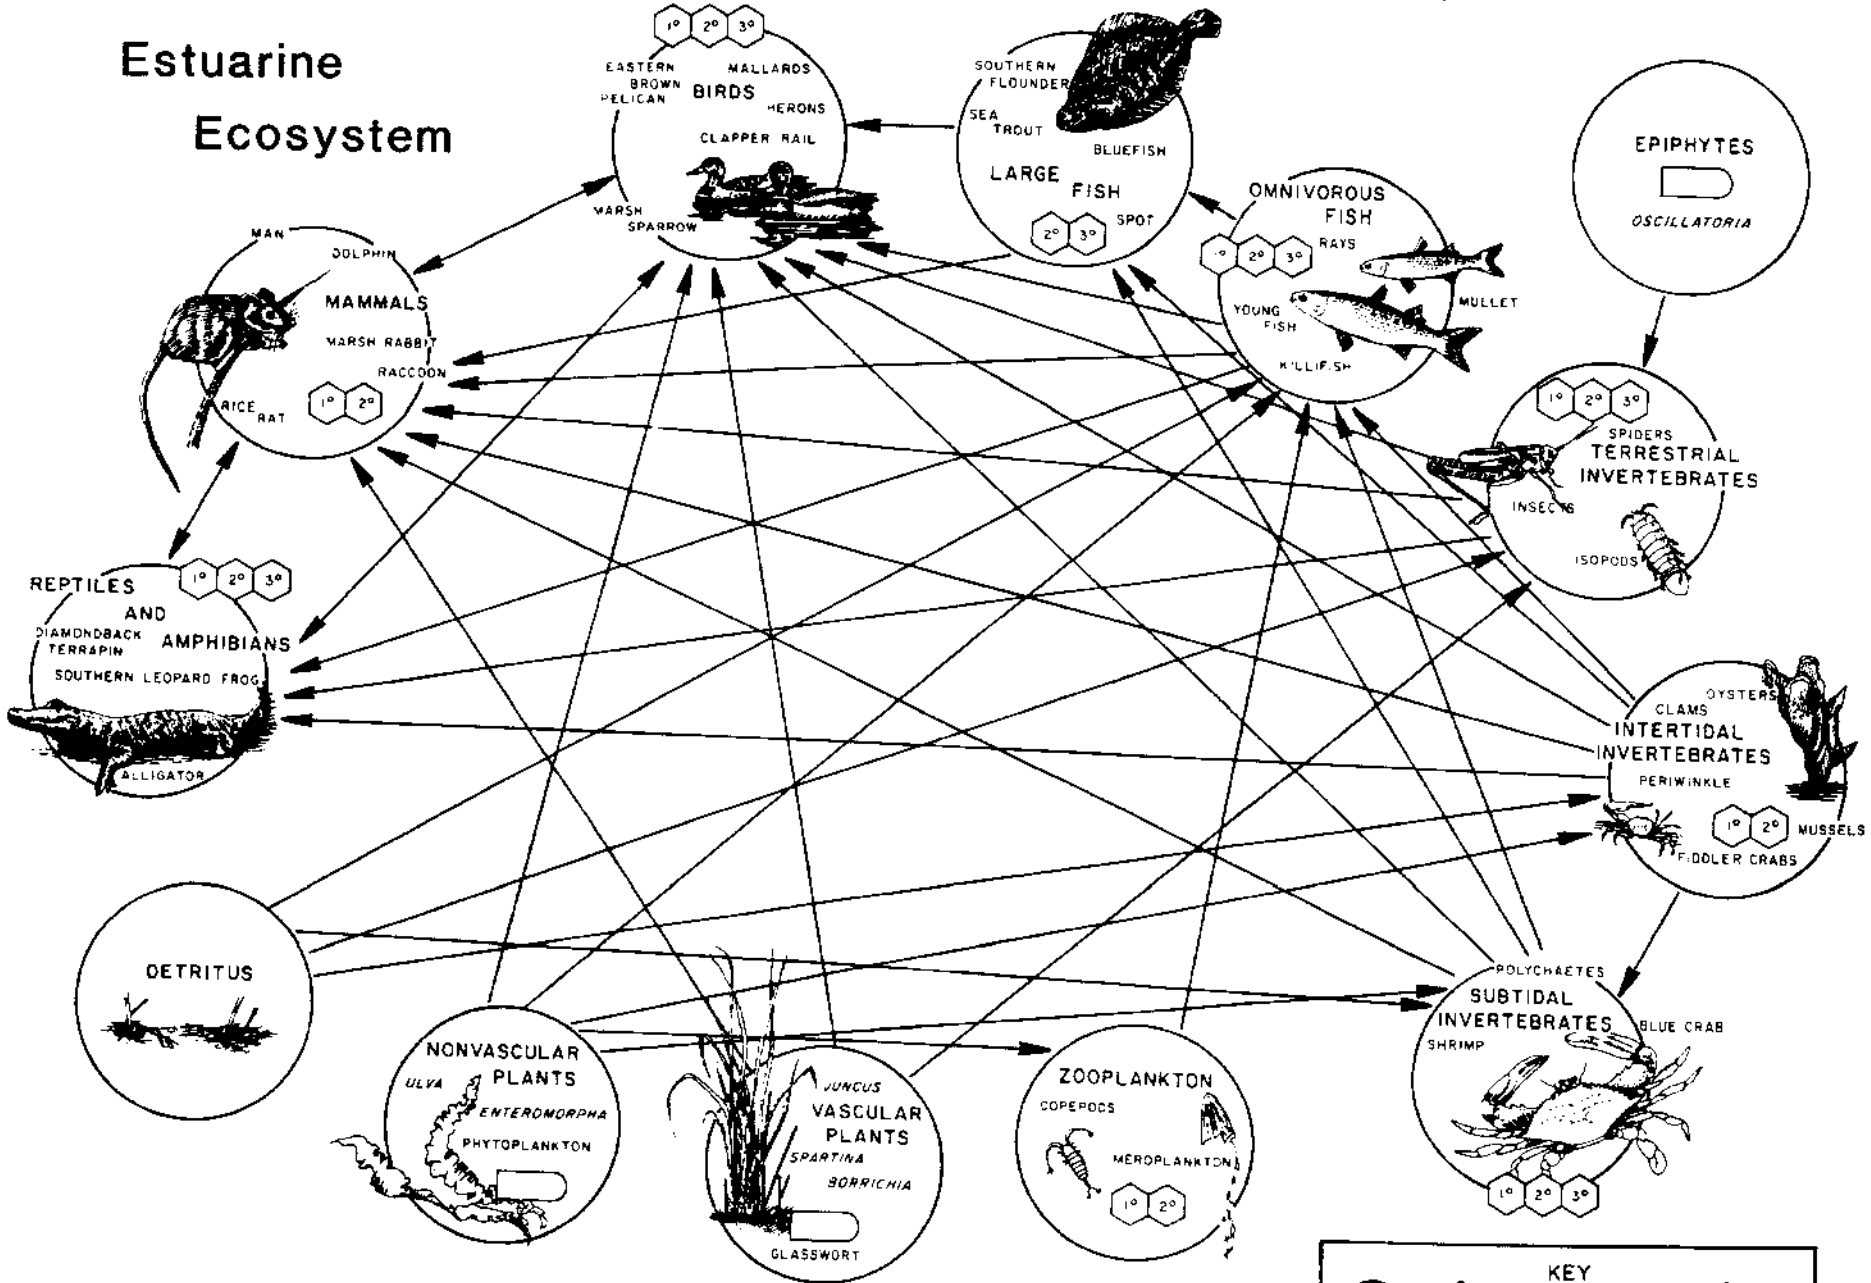 Estuarine
Ecosystem
1° 2° 3°
EASTERN
BROWN
PELICAN
MALLARDS
BIRDS
HERONS
CLAPPER RAIL
MARSH
SPARROW
SOUTHERN
FLOUNDER
SEA
TROUT
BLUEFISH
LARGE
FISH
SPOT
2° 3°
OMNIVOROUS
FISH
RAYS
1° 2° 3°
MULLET
YOUNG
FISH
KILLIFISH
EPIPHYTES
OSCILLATORIA
MAN
DOLPHIN
MAMMALS
MARSH RABBIT
RACCOON
RICE
RAT
1° 2°
1° 2° 3°
SPIDERS
TERRESTRIAL
INVERTEBRATES
INSECTS
ISOPODS
REPTILES
AND
AMPHIBIANS
1° 2° 3°
DIAMONDBACK
TERRAPIN
SOUTHERN LEOPARD FROG
ALLIGATOR
OYSTERS
CLAMS
INTERTIDAL
INVERTEBRATES
PERIWINKLE
1° 2°
MUSSELS
FIDDLER CRABS
DETRITUS
NONVASCULAR
PLANTS
ULVA
ENTEROMORPHA
PHYTOPLANKTON
JUNCUS
VASCULAR
PLANTS
SPARTINA
BORRICHIA
GLASSWORT
ZOOPLANKTON
COPEPODS
MEROPLANKTON
1° 2°
POLYCHAETES
SUBTIDAL
INVERTEBRATES
BLUE CRAB
SHRIMP
1° 2° 3°
KEY